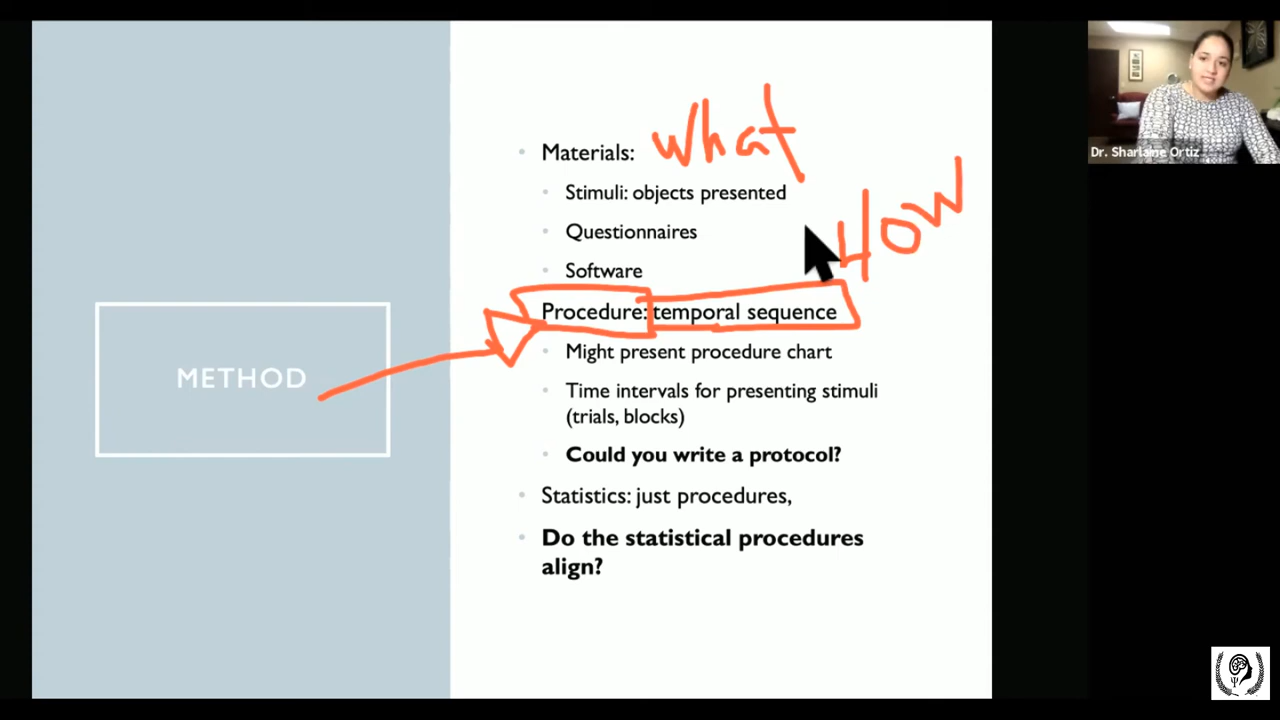 Dr. Sharlaine Ortiz
what
Materials:
Stimuli: objects presented
HOW
Questionnaires
Software
Procedure: temporal sequence
Might present procedure chart
METHOD
Time intervals for presenting stimuli
(trials, blocks)
Could you write a protocol?
Statistics: just procedures,
Do the statistical procedures
align?
Ψ